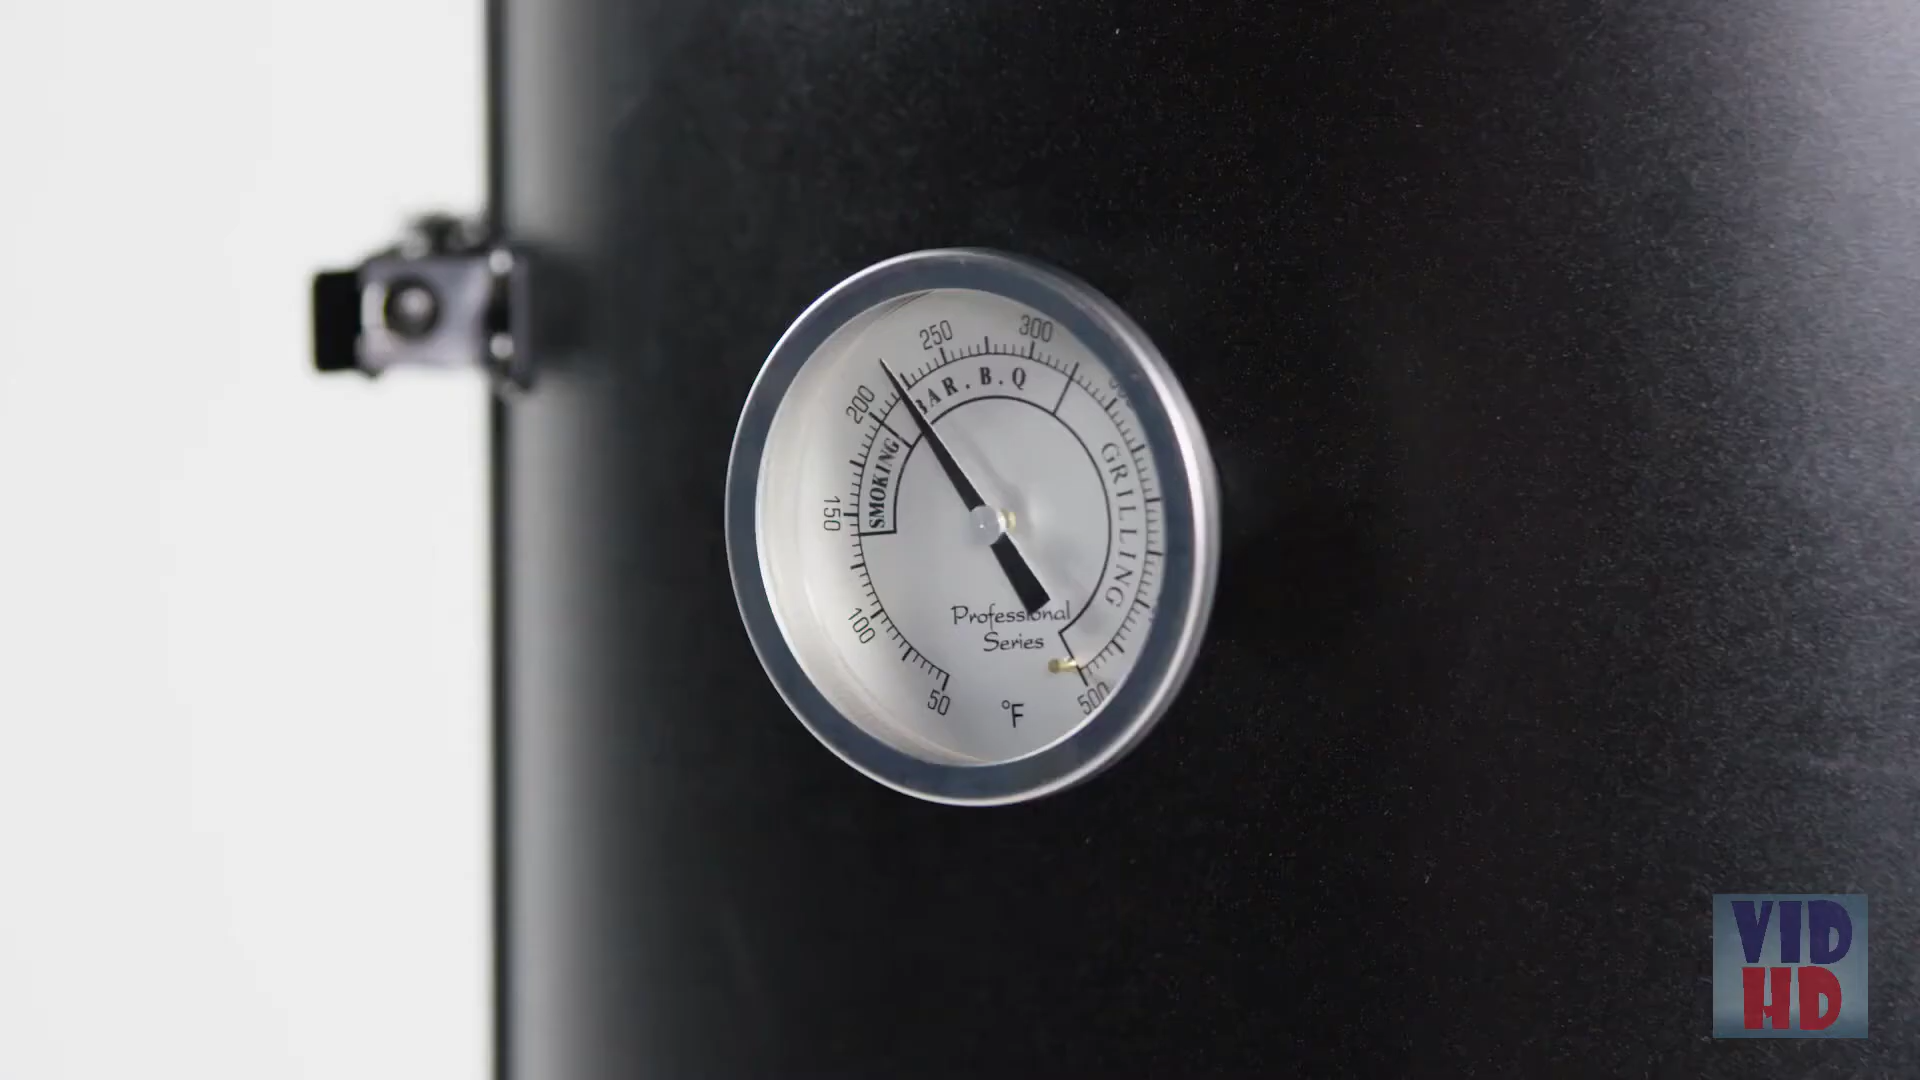 250
300
200
BAR.B.Q
SMOKING
GRILLING
150
100
Professional
Series
50
°F
500
VID
HD